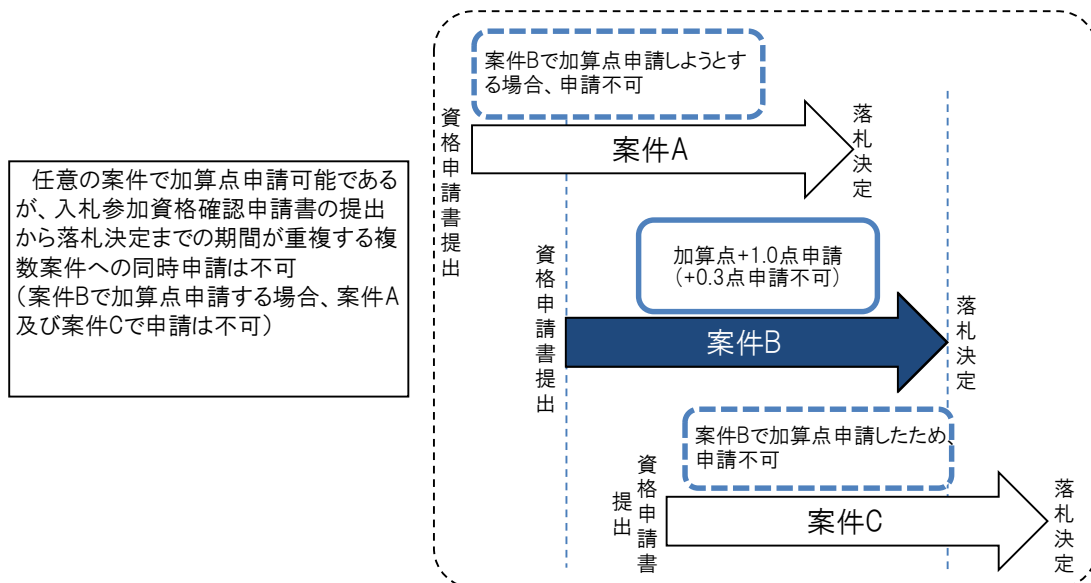 任意の案件で加算点申請可能である
が、入札参加資格確認申請書の提出
から落札決定までの期間が重複する複
数案件への同時申請は不可
（案件Bで加算点申請する場合、案件A
及び案件Cで申請は不可）
案件Bで加算点申請しようとす
る場合、申請不可
資格申請書提出
案件A
落札決定
加算点+1.0点申請
（+0.3点申請不可）
資格申請書提出
案件B
落札決定
案件Bで加算点申請したため、
申請不可
資格申請書
提出
案件C
落札決定